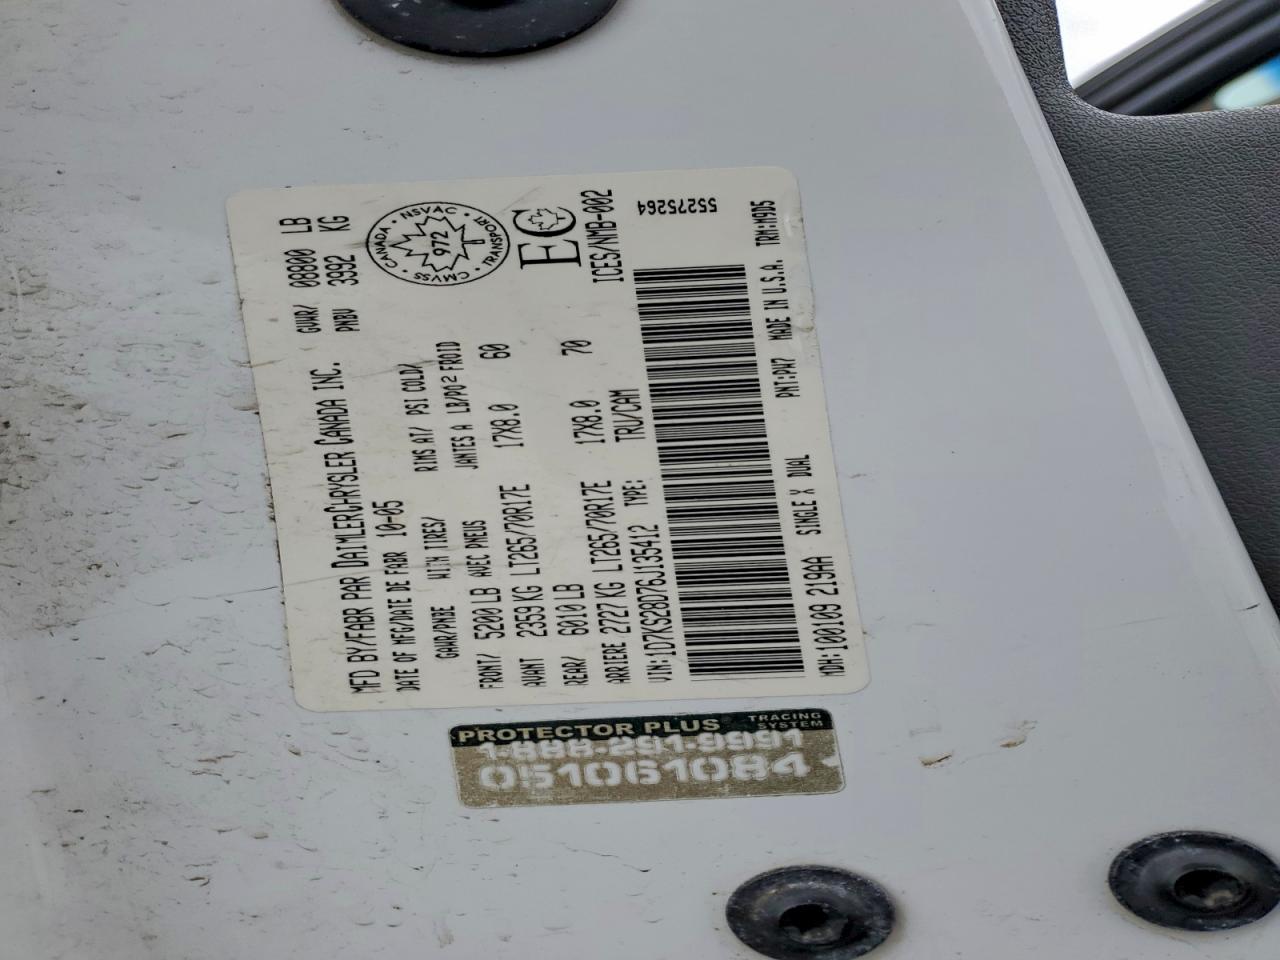 MFD BY/FABR PAR DAIMLERCHRYSLER CANADA INC. GVWR/ 08800 LB
DATE OF MFG/DATE DE FABR 10-05 PNBV 3992 KG
RIMS AT/ PSI COLD/
GAWR/PNBE WITH TIRES/ JANTES A LB/PO2 FROID
FRONT/ 5200 LB AVEC PNEUS 17X8.0 60
AVANT 2359 KG LT265/70R17E
REAR/ 6010 LB 17X8.0 70
ARRIERE 2727 KG LT265/70R17E
VIN: 1D7KS28D76J135412 TYPE: TRU/CAM ICES/NMB-002
CANADA · NSVAC · TRANSPORT · CMVSS ·
972
EC
55275264
MDH: 100109 219AA SINGLE X DUAL PNT: PW7 MADE IN U.S.A. TRM: M9D5
PROTECTOR PLUS TRACING SYSTEM
1-888-291-9991
051061084